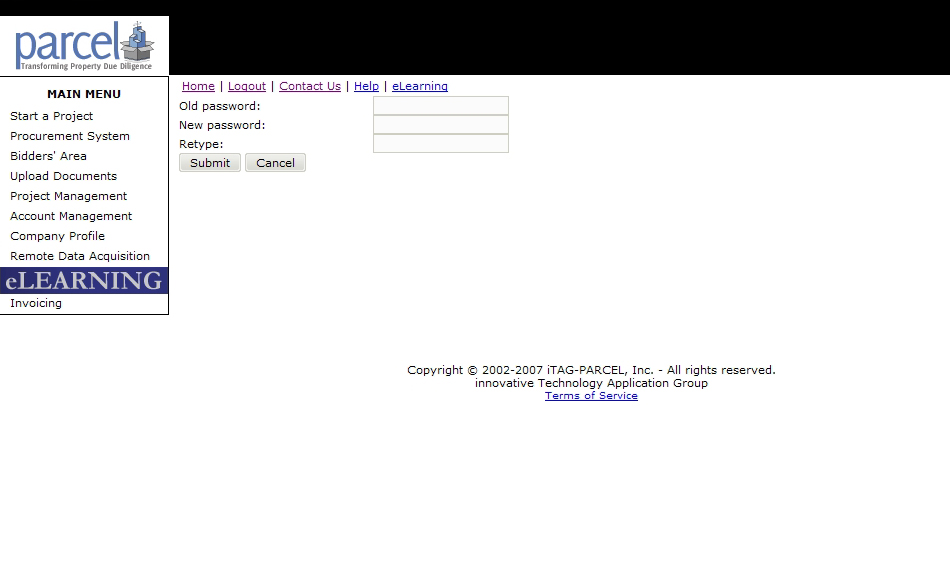 parcel
Transforming Property Due Diligence
MAIN MENU
Start a Project
Procurement System
Bidders' Area
Upload Documents
Project Management
Account Management
Company Profile
Remote Data Acquisition
eLEARNING
Invoicing
Home | Logout | Contact Us | Help | eLearning
Old password:
New password:
Retype:
Submit Cancel
Copyright © 2002-2007 iTAG-PARCEL, Inc. - All rights reserved.
innovative Technology Application Group
Terms of Service